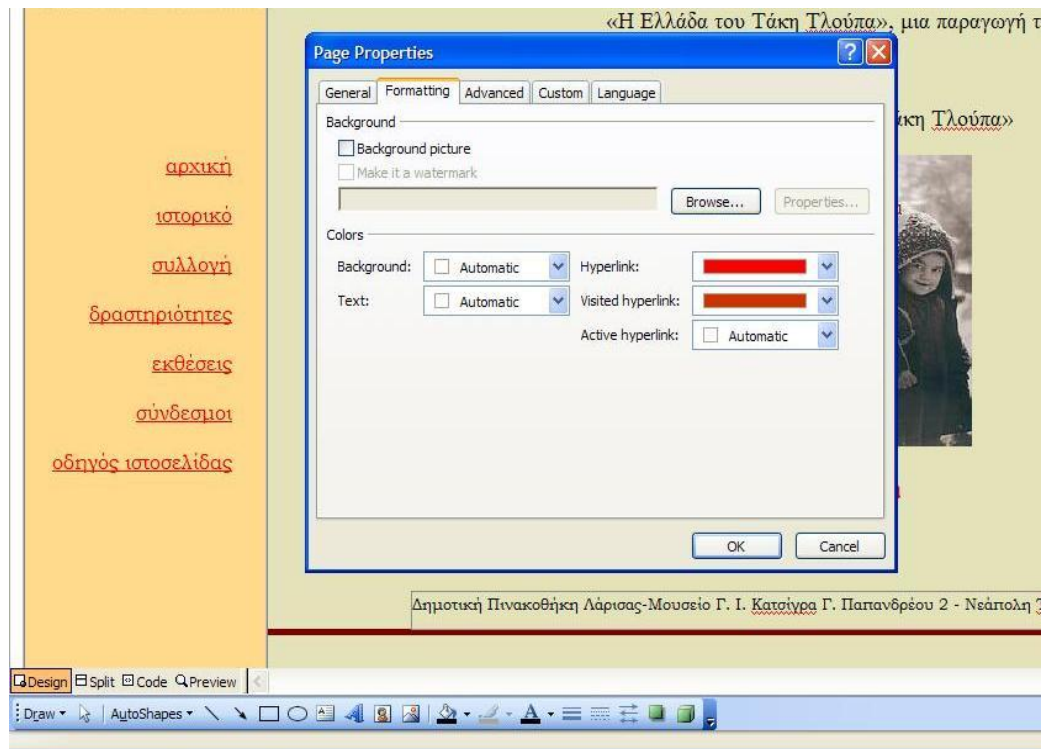 «Η Ελλάδα του Τάκη Τλούπα», μια παραγωγή τ
Page Properties
General Formatting Advanced Custom Language
Background
Background picture
Make it a watermark
Browse... Properties...
Colors
Background: Automatic Hyperlink:
Text: Automatic Visited hyperlink:
Active hyperlink: Automatic
OK Cancel
άκη Τλούπα»
αρχική
ιστορικό
συλλογή
δραστηριότητες
εκθέσεις
σύνδεσμοι
οδηγός ιστοσελίδας
Δημοτική Πινακοθήκη Λάρισας-Μουσείο Γ. Ι. Κατσίγρα Γ. Παπανδρέου 2 - Νεάπολη
Design Split Code Preview
Draw AutoShapes